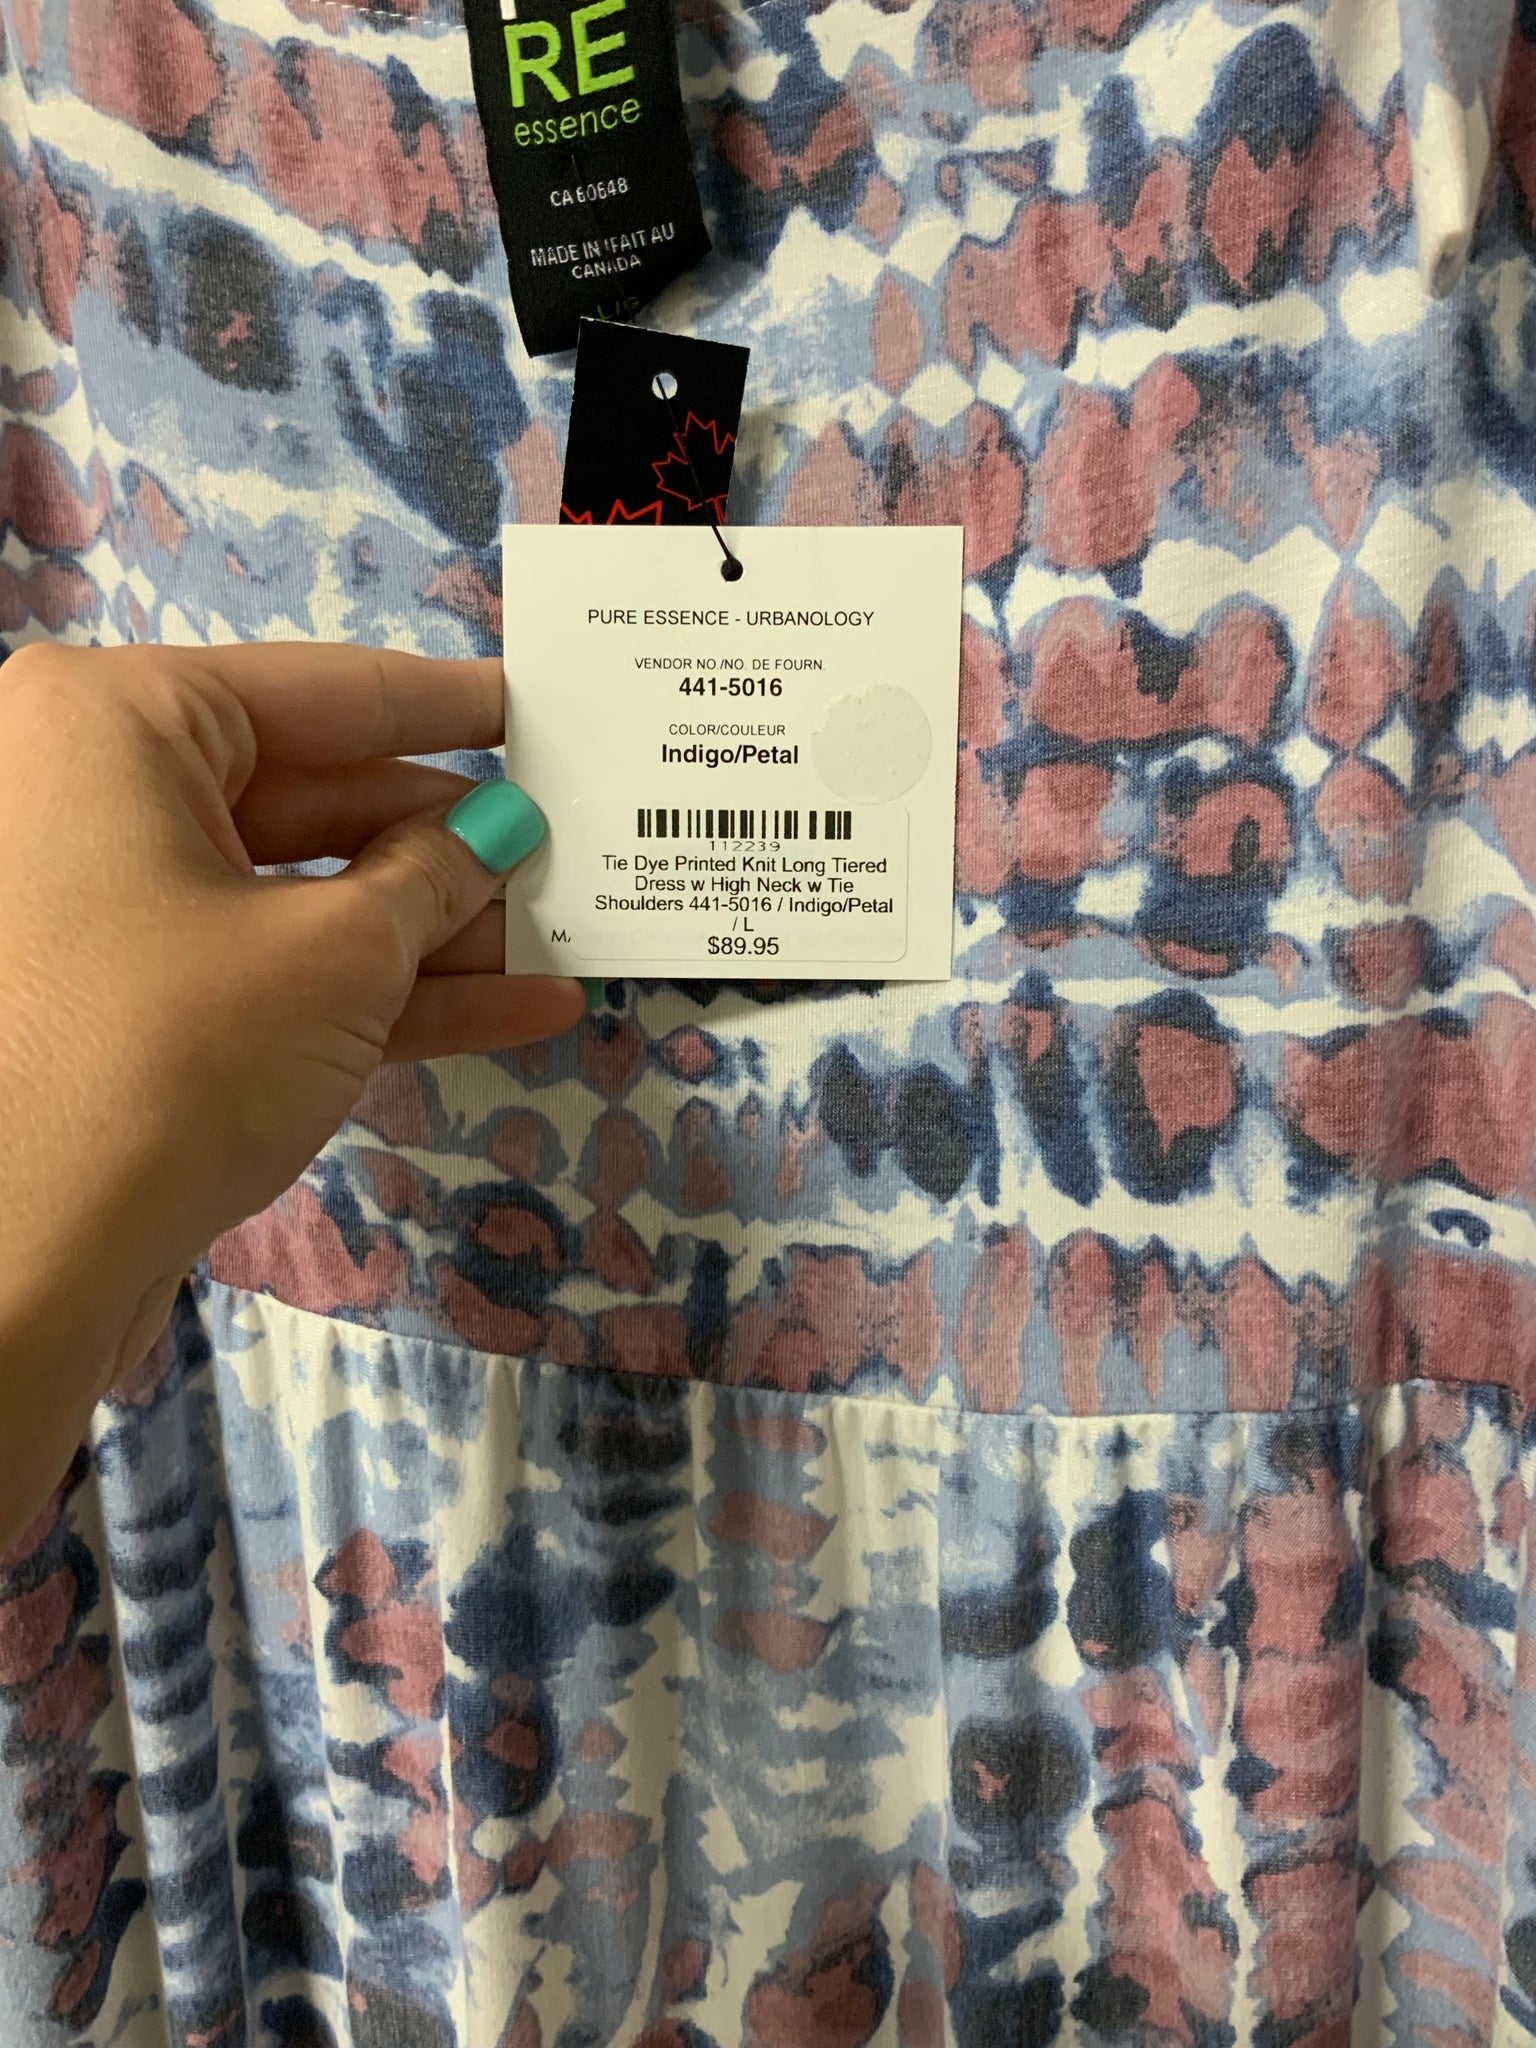 RE
essence
CA 60648
MADE IN FAIT AU
CANADA
L/G
PURE ESSENCE - URBANOLOGY
VENDOR NO./NO. DE FOURN.
441-5016
COLOR/COULEUR
Indigo/Petal
112239
Tie Dye Printed Knit Long Tiered
Dress w High Neck w Tie
Shoulders 441-5016 / Indigo/Petal
/ L
$89.95